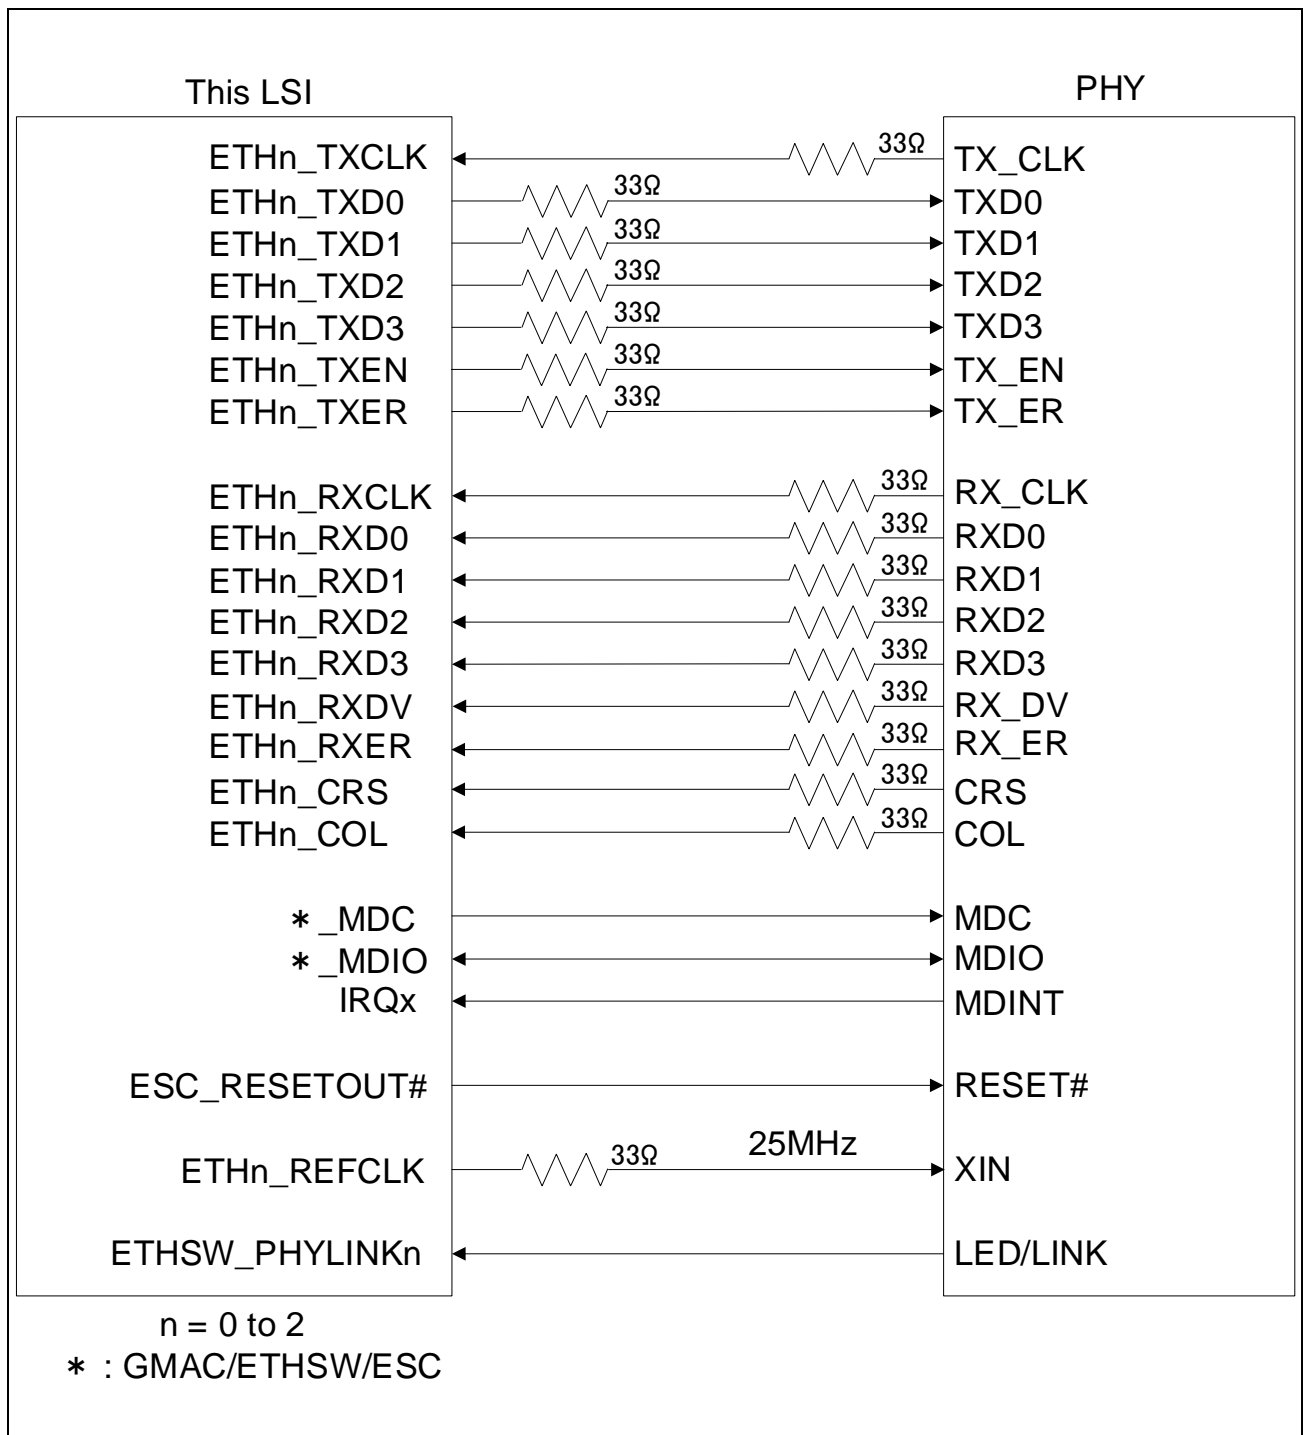 This LSI PHY
ETHn_TXCLK 33Ω TX_CLK
ETHn_TXD0 33Ω TXD0
ETHn_TXD1 33Ω TXD1
ETHn_TXD2 33Ω TXD2
ETHn_TXD3 33Ω TXD3
ETHn_TXEN 33Ω TX_EN
ETHn_TXER 33Ω TX_ER
ETHn_RXCLK 33Ω RX_CLK
ETHn_RXD0 33Ω RXD0
ETHn_RXD1 33Ω RXD1
ETHn_RXD2 33Ω RXD2
ETHn_RXD3 33Ω RXD3
ETHn_RXDV 33Ω RX_DV
ETHn_RXER 33Ω RX_ER
ETHn_CRS 33Ω CRS
ETHn_COL 33Ω COL
*_MDC MDC
*_MDIO MDIO
IRQx MDINT
ESC_RESETOUT# RESET#
ETHn_REFCLK 33Ω 25MHz XIN
ETHSW_PHYLINKn LED/LINK
n = 0 to 2
* : GMAC/ETHSW/ESC